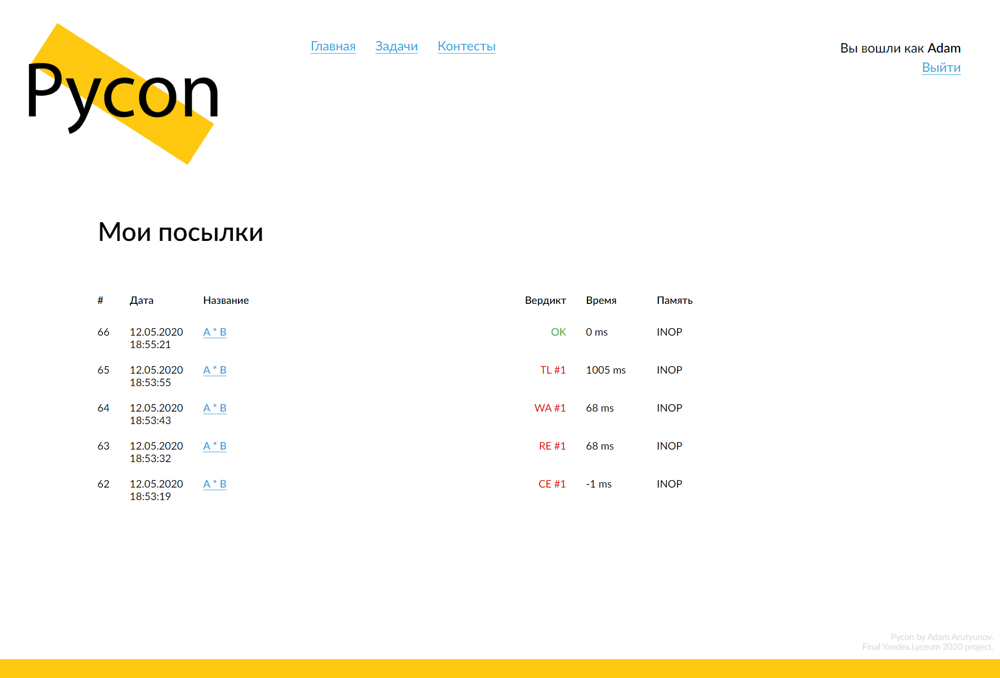 Pycon
Главная Задачи Контесты
Вы вошли как Adam
Выйти
Мои посылки
# Дата Название Вердикт Время Память
66 12.05.2020 A * B OK 0 ms INOP
18:55:21
65 12.05.2020 A * B TL #1 1005 ms INOP
18:53:55
64 12.05.2020 A * B WA #1 68 ms INOP
18:53:43
63 12.05.2020 A * B RE #1 68 ms INOP
18:53:32
62 12.05.2020 A * B CE #1 -1 ms INOP
18:53:19
Pycon by Adam Arutyunov.
Final Yandex.Lyceum 2020 project.